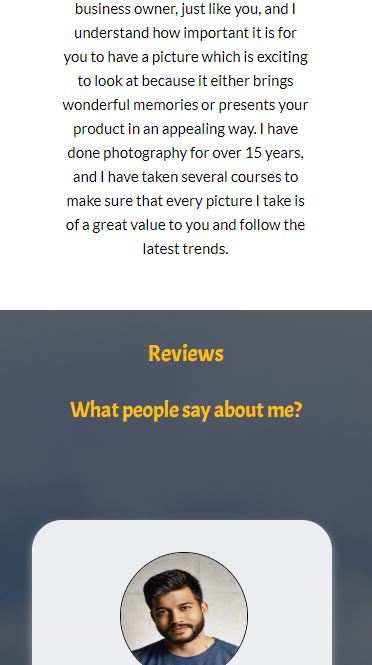 business owner, just like you, and I
understand how important it is for
you to have a picture which is exciting
to look at because it either brings
wonderful memories or presents your
product in an appealing way. I have
done photography for over 15 years,
and I have taken several courses to
make sure that every picture I take is
of a great value to you and follow the
latest trends.
Reviews
What people say about me?